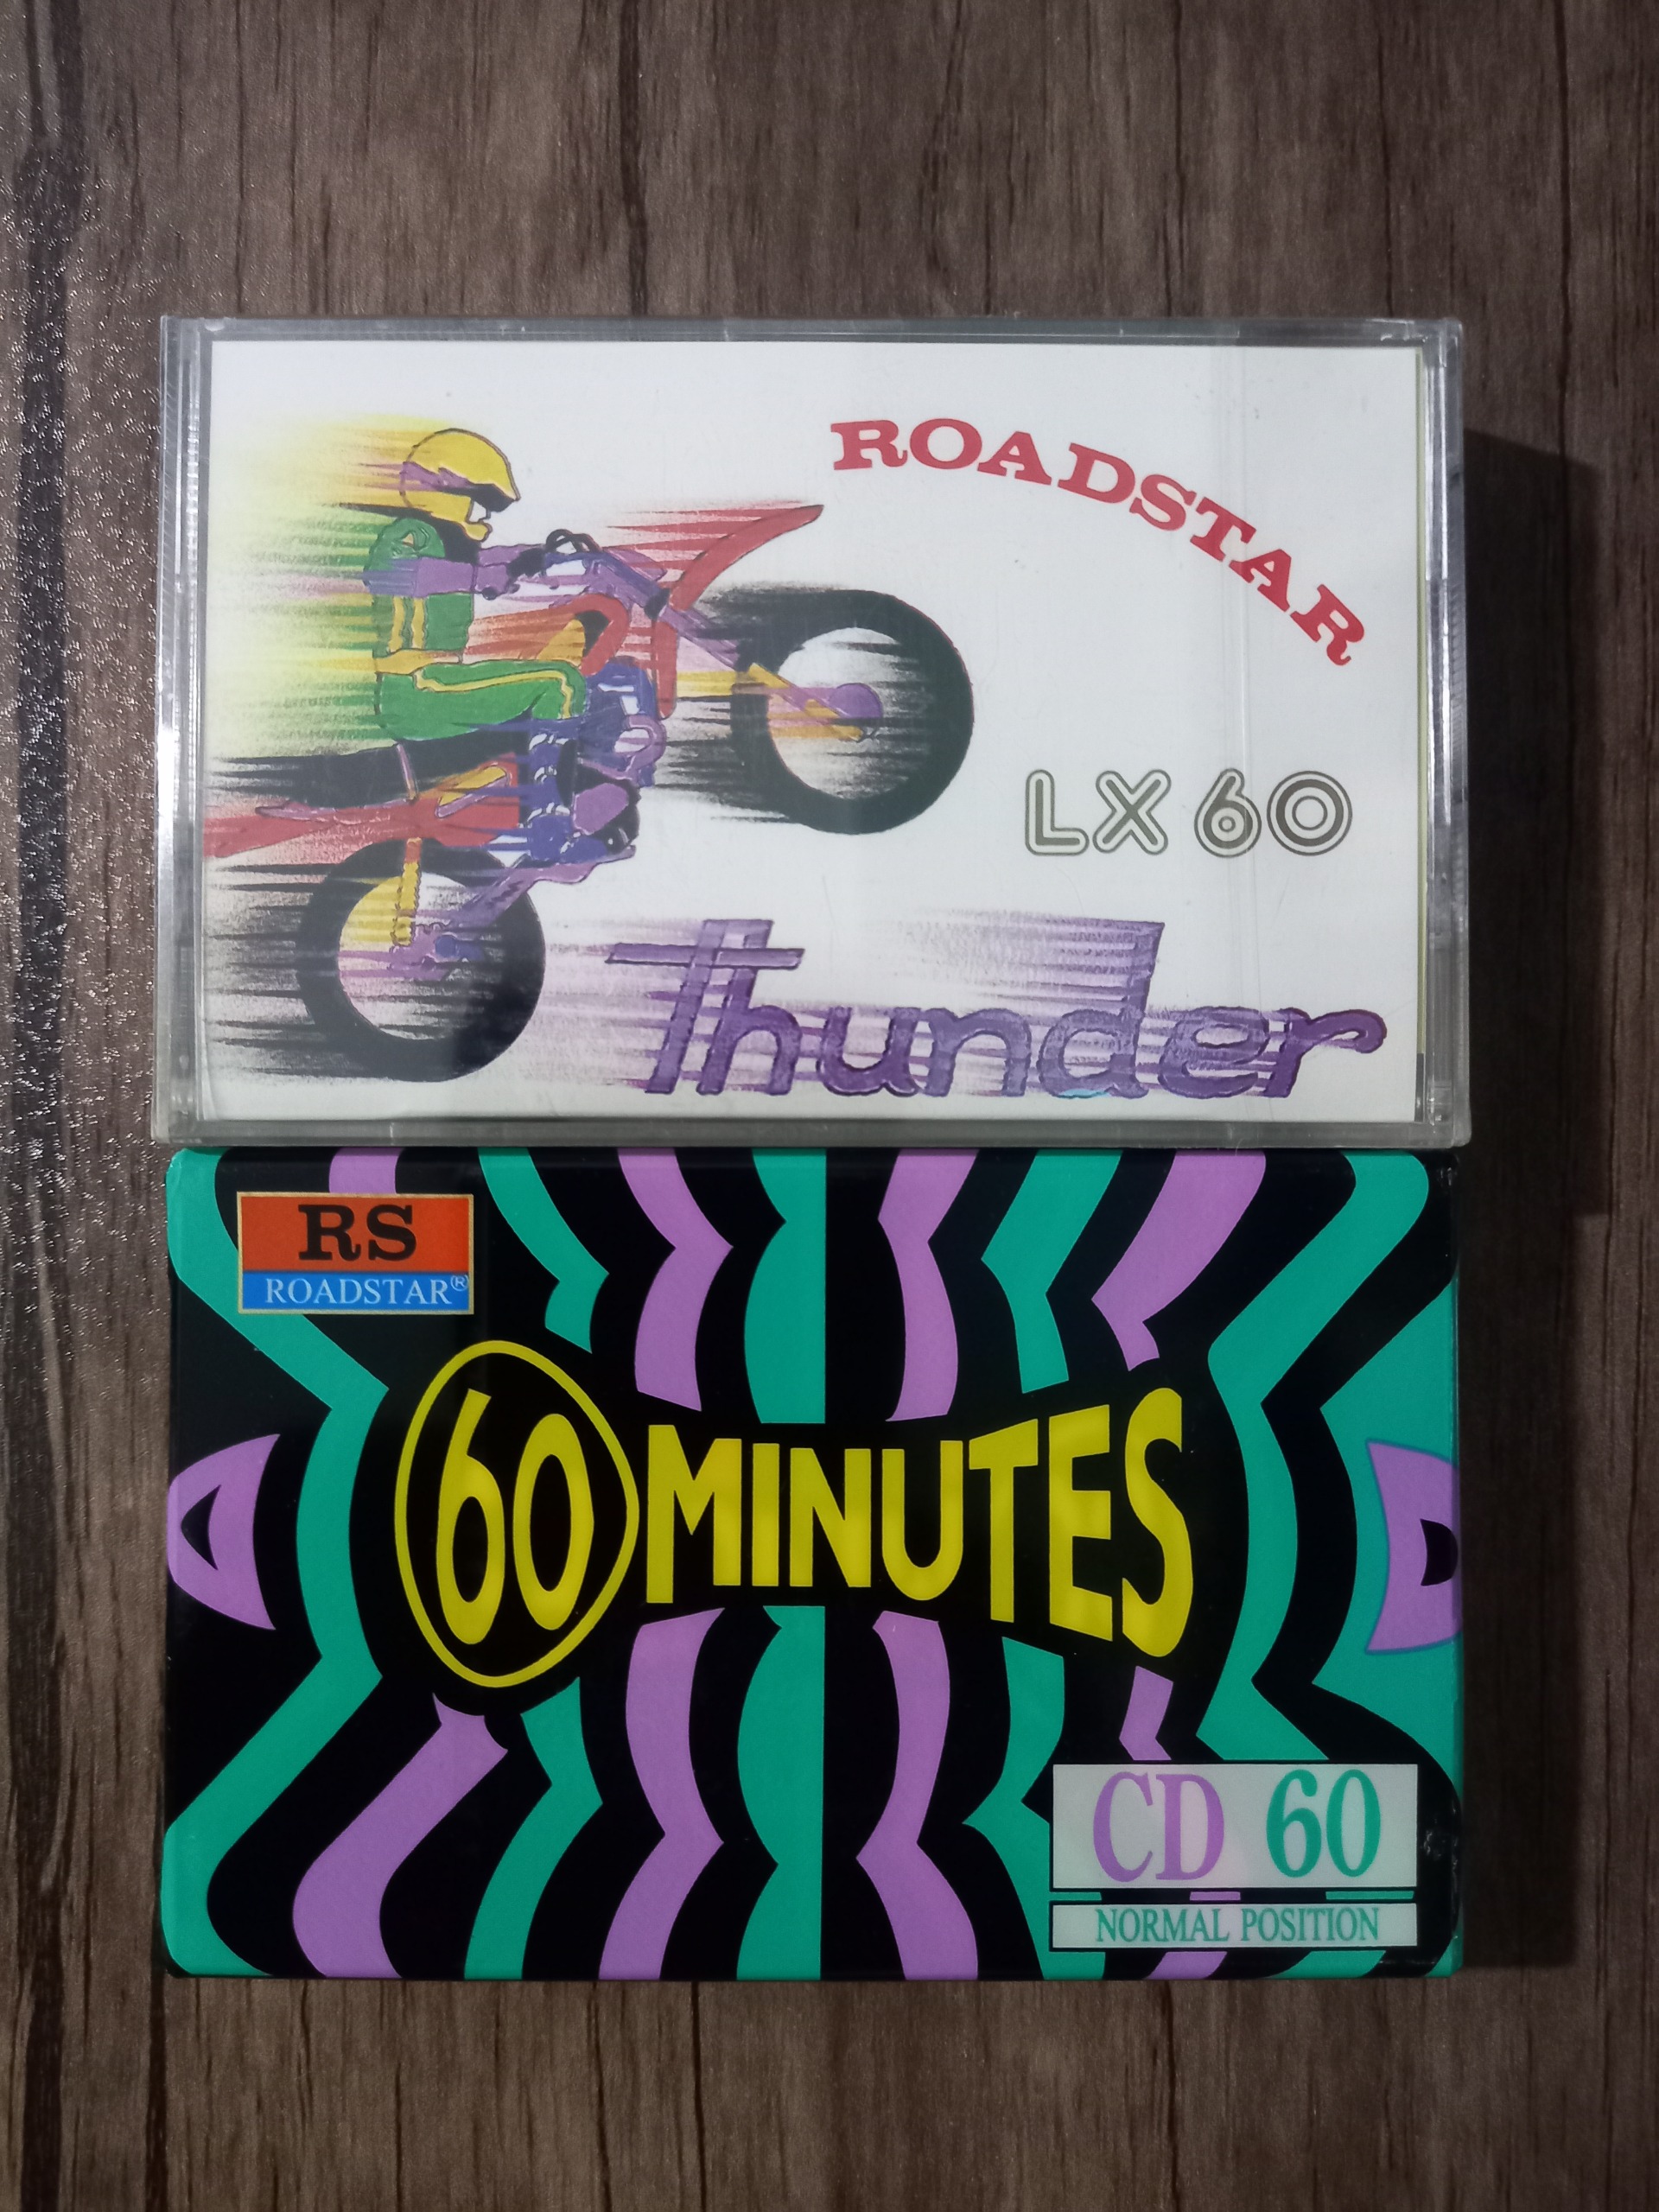 ROADSTAR
LX 60
Thunder
RS
ROADSTAR®
60 MINUTES
CD 60
NORMAL POSITION